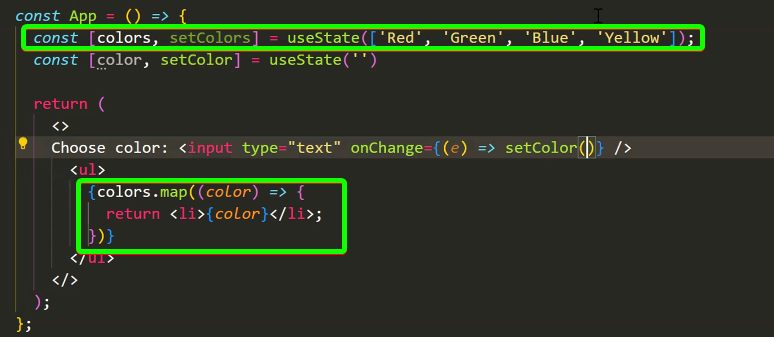 const App = () => {
const [colors, setColors] = useState(['Red', 'Green', 'Blue', 'Yellow']);
const [color, setColor] = useState('')
return (
<>
Choose color: <input type="text" onChange={(e) => setColor()} />
<ul>
{colors.map((color) => {
return <li>{color}</li>;
})}
</ul>
</>
);
};